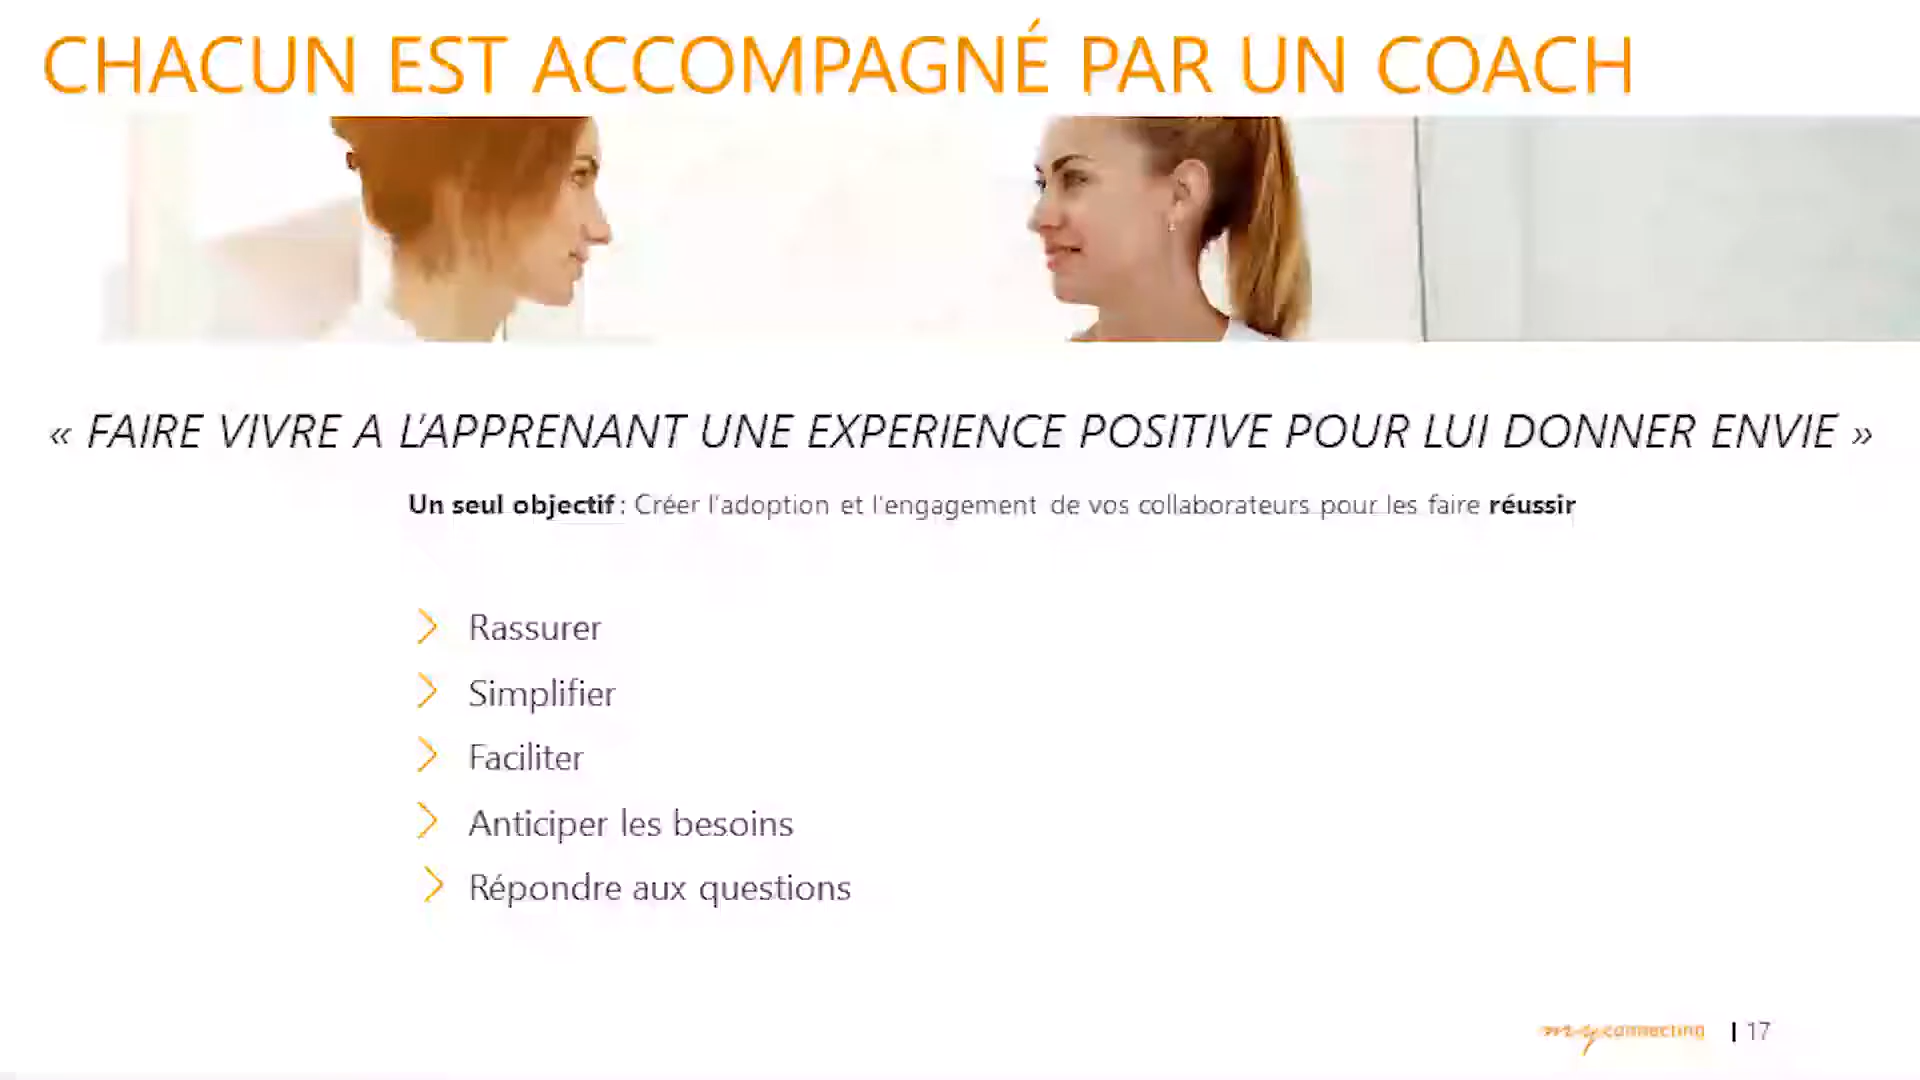 CHACUN EST ACCOMPAGNÉ PAR UN COACH
« FAIRE VIVRE A L'APPRENANT UNE EXPERIENCE POSITIVE POUR LUI DONNER ENVIE »
Un seul objectif : Créer l'adoption et l'engagement de vos collaborateurs pour les faire réussir
Rassurer
Simplifier
Faciliter
Anticiper les besoins
Répondre aux questions
my connecting | 17